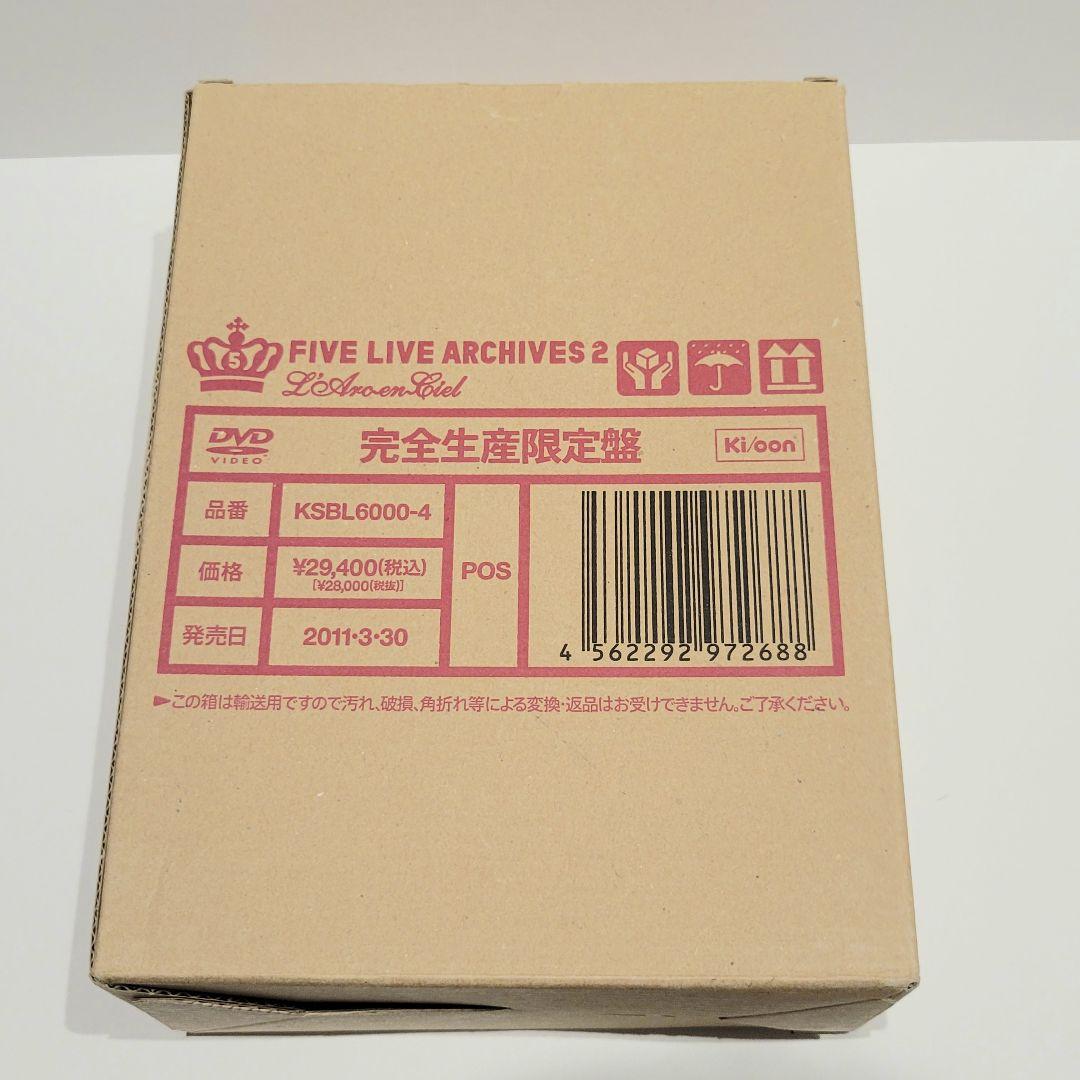 5
FIVE LIVE ARCHIVES 2
L'Arc-en-Ciel
DVD
VIDEO
完全生産限定盤
Ki/oon
品番
KSBL6000-4
価格
¥29,400(税込)
[¥28,000(税抜)]
発売日
2011・3・30
POS
4 562292 972688
►この箱は輸送用ですので汚れ、破損、角折れ等による変換・返品はお受けできません。ご了承ください。